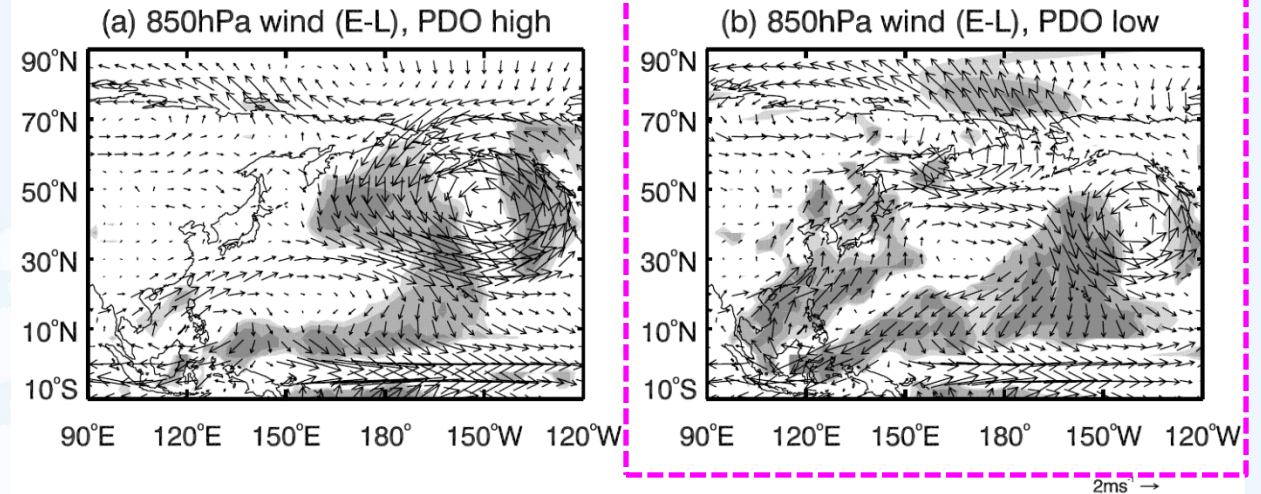 (a) 850hPa wind (E-L), PDO high
90°N
70°N
50°N
30°N
10°N
10°S
90°E 120°E 150°E 180° 150°W 120°W
(b) 850hPa wind (E-L), PDO low
90°N
70°N
50°N
30°N
10°N
10°S
90°E 120°E 150°E 180° 150°W 120°W
2ms⁻¹ →